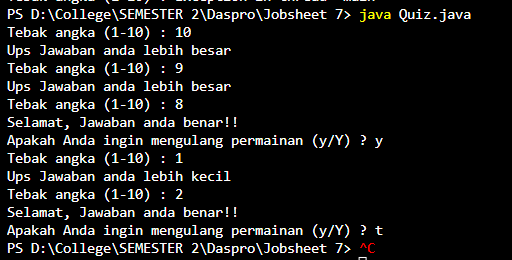 PS D:\College\SEMESTER 2\Daspro\Jobsheet 7> java Quiz.java
Tebak angka (1-10) : 10
Ups Jawaban anda lebih besar
Tebak angka (1-10) : 9
Ups Jawaban anda lebih besar
Tebak angka (1-10) : 8
Selamat, Jawaban anda benar!!
Apakah Anda ingin mengulang permainan (y/Y) ? y
Tebak angka (1-10) : 1
Ups Jawaban anda lebih kecil
Tebak angka (1-10) : 2
Selamat, Jawaban anda benar!!
Apakah Anda ingin mengulang permainan (y/Y) ? t
PS D:\College\SEMESTER 2\Daspro\Jobsheet 7> ^C